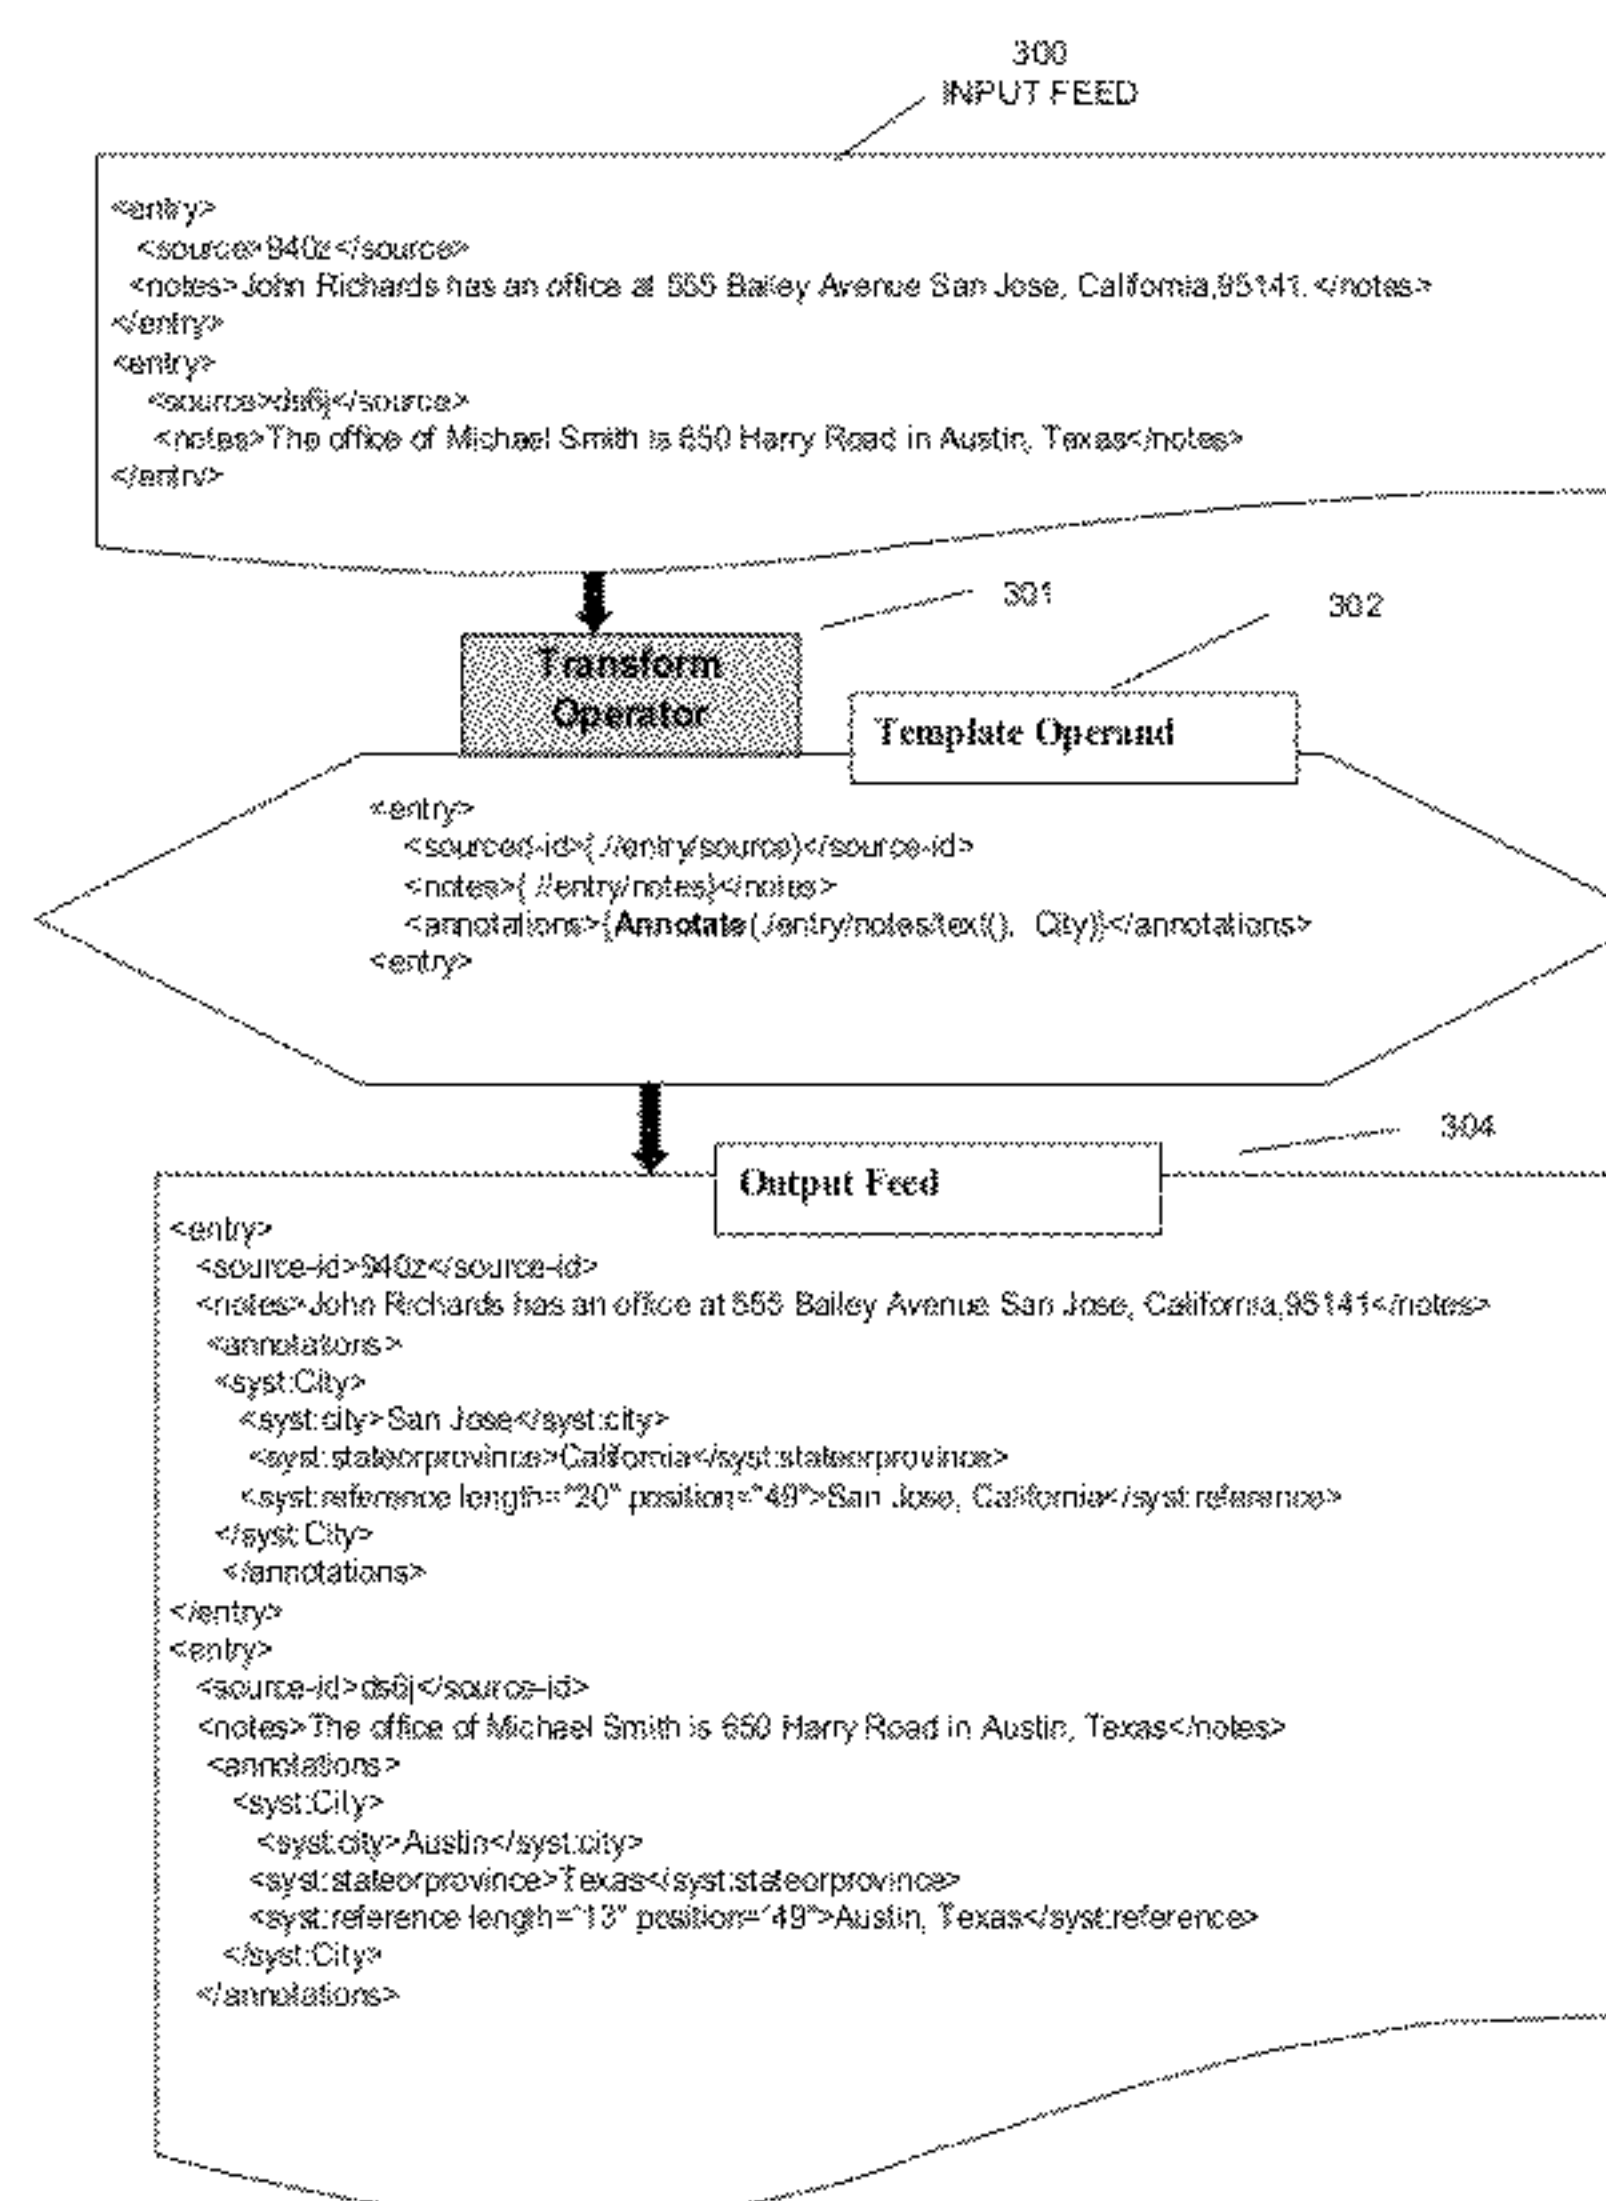 300
INPUT FEED
<entry>
<source>940z</source>
<notes>John Richards has an office at 555 Bailey Avenue San Jose, California,95141.</notes>
</entry>
<entry>
<source>ds6j</source>
<notes>The office of Michael Smith is 650 Harry Road in Austin, Texas</notes>
</entry>
301
302
Transform
Operator
Template Operand
<entry>
<sourced-id>{.//entry/source}</source-id>
<notes>{.//entry/notes}</notes>
<annotations>{Annotate(./entry/notes/text(), City)}</annotations>
<entry>
304
Output Feed
<entry>
<source-id>940z</source-id>
<notes>John Richards has an office at 555 Bailey Avenue San Jose, California,95141</notes>
<annotations>
<syst:City>
<syst:city>San Jose</syst:city>
<syst:stateorprovince>California</syst:stateorprovince>
<syst:reference length="20" position="49">San Jose, California</syst:reference>
</syst:City>
</annotations>
</entry>
<entry>
<source-id>ds6j</source-id>
<notes>The office of Michael Smith is 650 Harry Road in Austin, Texas</notes>
<annotations>
<syst:City>
<syst:city>Austin</syst:city>
<syst:stateorprovince>Texas</syst:stateorprovince>
<syst:reference length="13" position="49">Austin, Texas</syst:reference>
</syst:City>
</annotations>